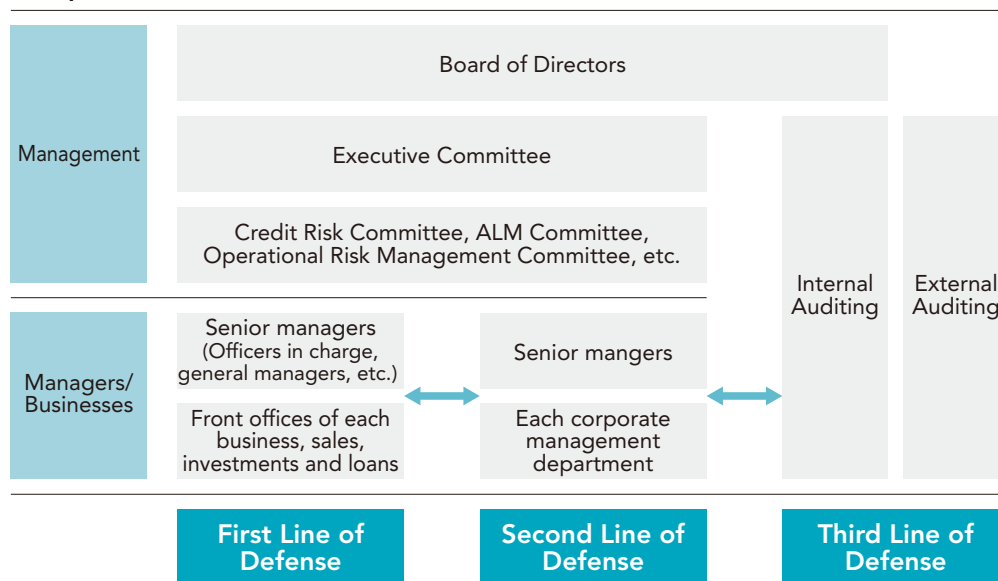 Board of Directors
Management
Executive Committee
Credit Risk Committee, ALM Committee,
Operational Risk Management Committee, etc.
Internal
Auditing
External
Auditing
Managers/
Businesses
Senior managers
(Officers in charge,
general managers, etc.)
Senior mangers
Front offices of each
business, sales,
investments and loans
Each corporate
management
department
First Line of
Defense
Second Line of
Defense
Third Line of
Defense